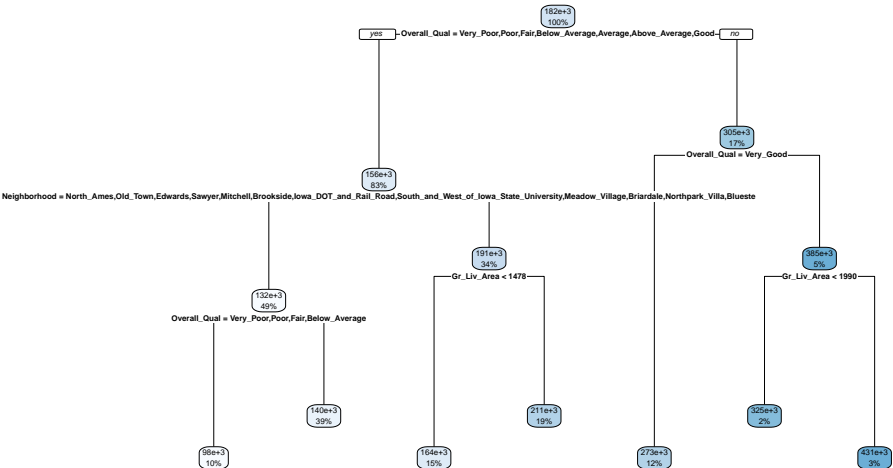 182e+3
100%
yes Overall_Qual = Very_Poor,Poor,Fair,Below_Average,Average,Above_Average,Good no
305e+3
17%
Overall_Qual = Very_Good
156e+3
83%
Neighborhood = North_Ames,Old_Town,Edwards,Sawyer,Mitchell,Brookside,Iowa_DOT_and_Rail_Road,South_and_West_of_Iowa_State_University,Meadow_Village,Briardale,Northpark_Villa,Blueste
191e+3
34%
Gr_Liv_Area < 1478
385e+3
5%
Gr_Liv_Area < 1990
132e+3
49%
Overall_Qual = Very_Poor,Poor,Fair,Below_Average
140e+3
39%
211e+3
19%
325e+3
2%
98e+3
10%
164e+3
15%
273e+3
12%
431e+3
3%